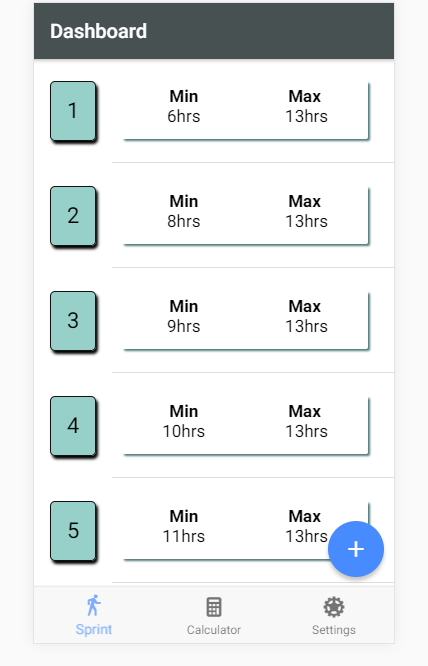 Dashboard
1
Min Max
6hrs 13hrs
2
Min Max
8hrs 13hrs
3
Min Max
9hrs 13hrs
4
Min Max
10hrs 13hrs
5
Min Max
11hrs 13hrs
+
Sprint Calculator Settings